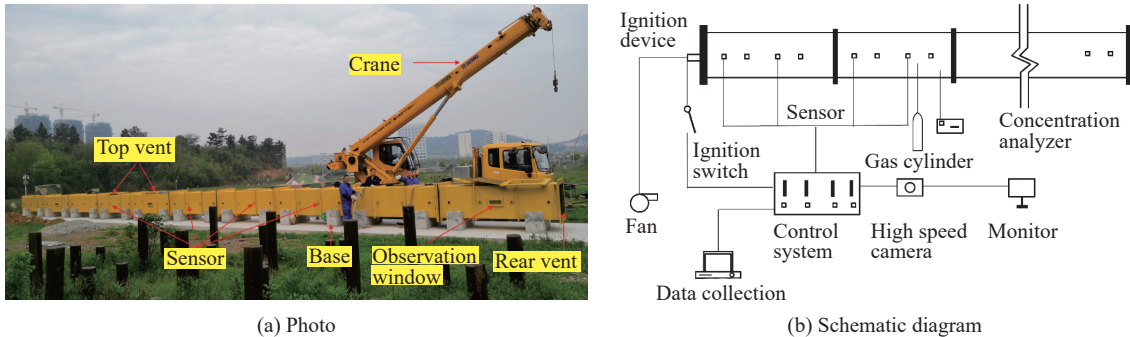 Crane
Top vent
Sensor
Base
Observation
window
Rear vent
(a) Photo
Ignition
device
Sensor
Concentration
analyzer
Ignition
switch
Gas cylinder
Fan
Control
system
High speed
camera
Monitor
Data collection
(b) Schematic diagram